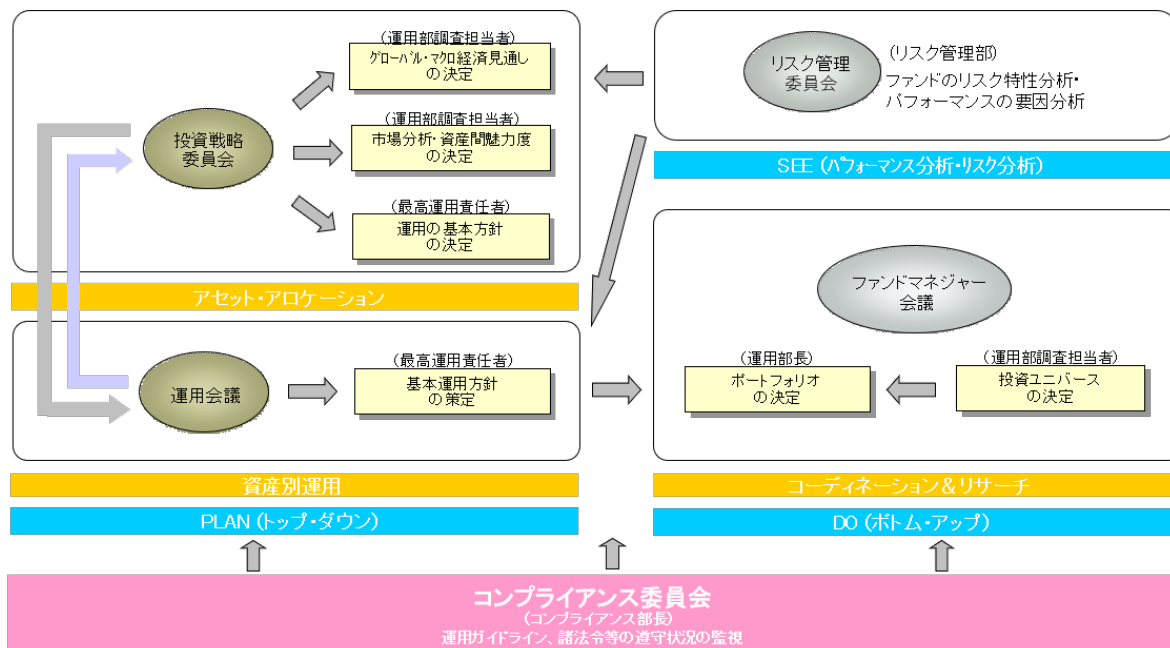 (運用部調査担当者)
グローバル・マクロ経済見通し
の決定
投資戦略
委員会
(運用部調査担当者)
市場分析・資産間魅力度
の決定
(最高運用責任者)
運用の基本方針
の決定
アセット・アロケーション
運用会議
(最高運用責任者)
基本運用方針
の策定
資産別運用
PLAN (トップ・ダウン)
リスク管理
委員会
(リスク管理部)
ファンドのリスク特性分析・
パフォーマンスの要因分析
SEE (パフォーマンス分析・リスク分析)
ファンドマネジャー
会議
(運用部長)
ポートフォリオ
の決定
(運用部調査担当者)
投資ユニバース
の決定
コーディネーション&リサーチ
DO (ボトム・アップ)
コンプライアンス委員会
(コンプライアンス部長)
運用ガイドライン、諸法令等の遵守状況の監視